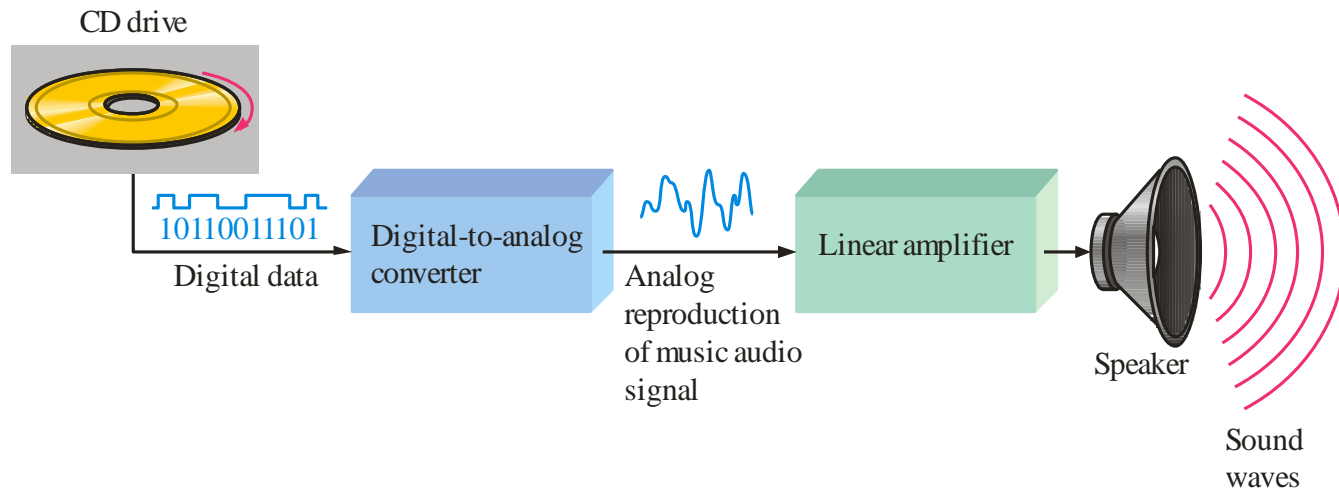 CD drive
10110011101
Digital data
Digital-to-analog
converter
Analog
reproduction
of music audio
signal
Linear amplifier
Speaker
Sound
waves